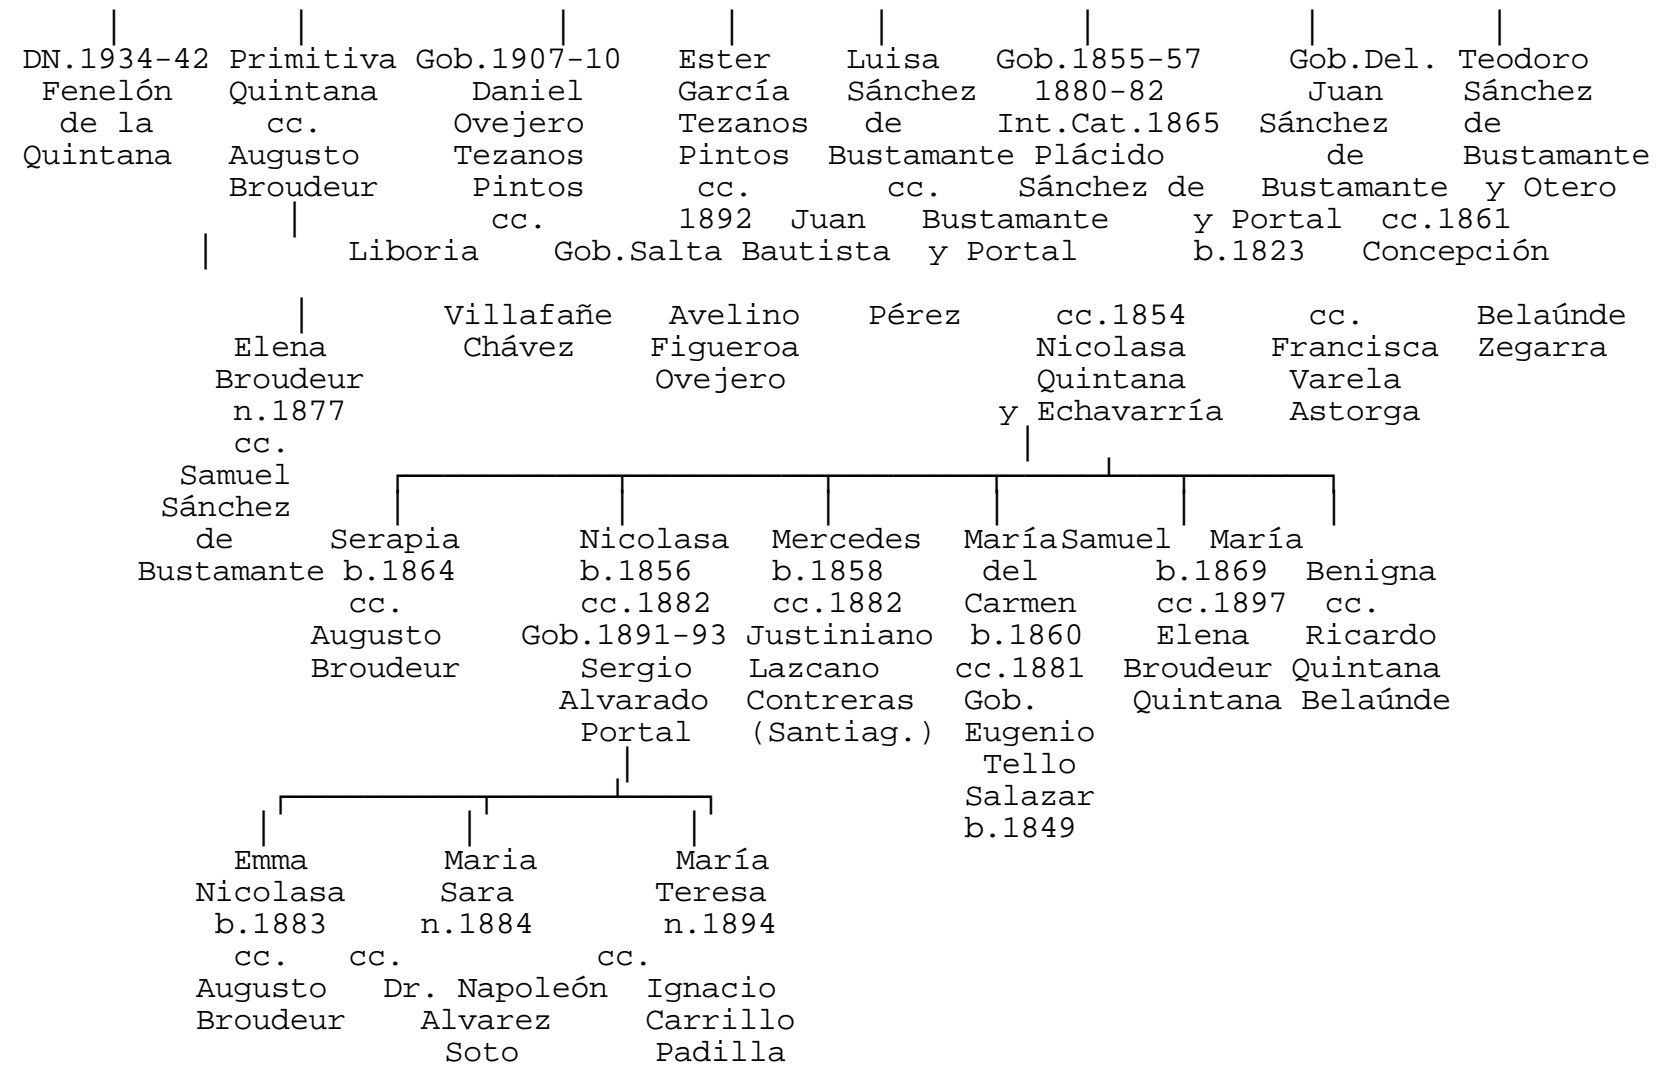 DN.1934-42 Primitiva Gob.1907-10 Ester Luisa Gob.1855-57 Gob.Del. Teodoro
Fenelón Quintana Daniel García Sánchez 1880-82 Juan Sánchez
de la cc. Ovejero Tezanos de Int.Cat.1865 Sánchez de
Quintana Augusto Tezanos Pintos Bustamante Plácido de Bustamante
Broudeur Pintos cc. cc. Sánchez de Bustamante y Otero
cc. 1892 Juan Bustamante y Portal cc.1861
Liboria Gob.Salta Bautista y Portal b.1823 Concepción
Villafañe Avelino Pérez cc.1854 cc. Belaúnde
Elena Chávez Figueroa Nicolasa Francisca Zegarra
Broudeur Ovejero Quintana Varela
n.1877 y Echavarría Astorga
cc.
Samuel
Sánchez
de Serapia Nicolasa Mercedes MaríaSamuel María
Bustamante b.1864 b.1856 b.1858 del b.1869 Benigna
cc. cc.1882 cc.1882 Carmen cc.1897 cc.
Augusto Gob.1891-93 Justiniano b.1860 Elena Ricardo
Broudeur Sergio Lazcano cc.1881 Broudeur Quintana
Alvarado Contreras Gob. Quintana Belaúnde
Portal (Santiag.) Eugenio
Tello
Salazar
b.1849
Emma Maria María
Nicolasa Sara Teresa
b.1883 n.1884 n.1894
cc. cc. cc.
Augusto Dr. Napoleón Ignacio
Broudeur Alvarez Carrillo
Soto Padilla